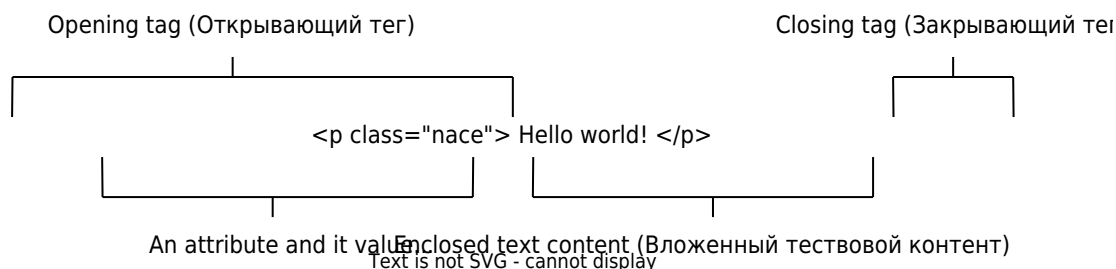 Opening tag (Открывающий тег)
Closing tag (Закрывающий тег
<p class="nace"> Hello world! </p>
An attribute and it value...
Enclosed text content (Вложенный тествовой контент)
Text is not SVG - cannot display